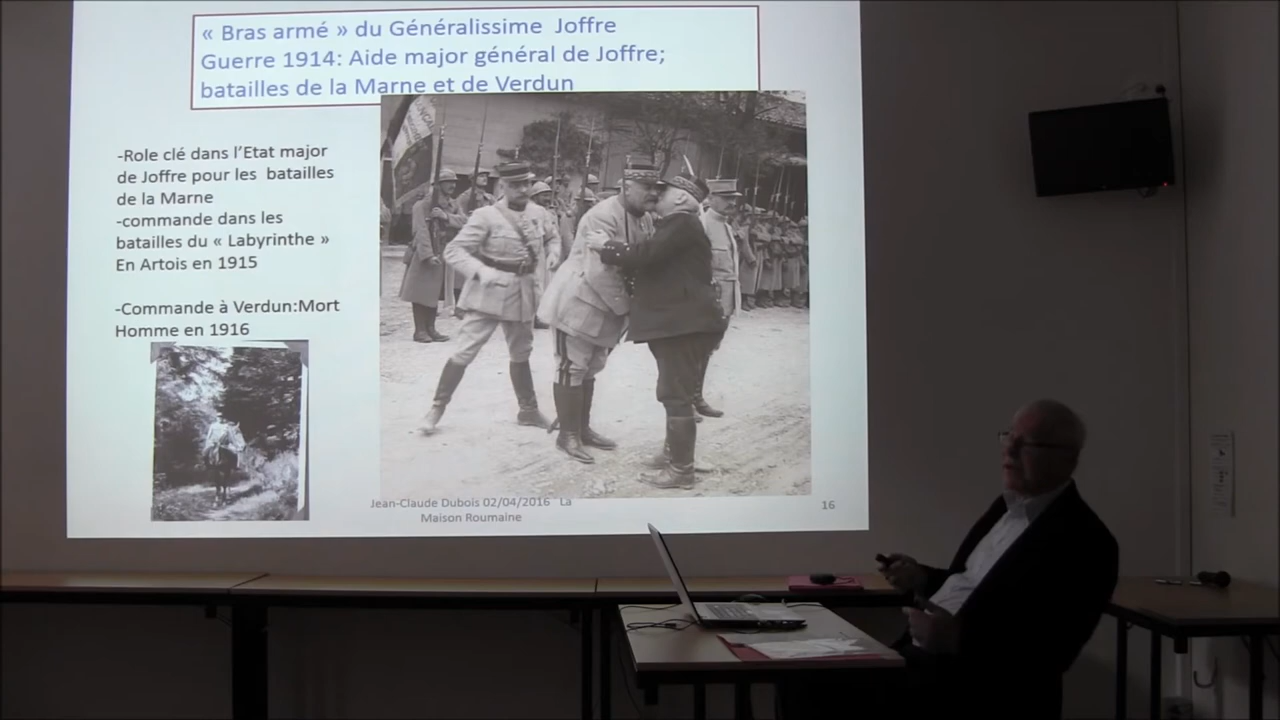 « Bras armé » du Généralissime Joffre
Guerre 1914: Aide major général de Joffre;
batailles de la Marne et de Verdun
-Role clé dans l'Etat major
de Joffre pour les batailles
de la Marne
-commande dans les
batailles du « Labyrinthe »
En Artois en 1915
-Commande à Verdun:Mort
Homme en 1916
Jean-Claude Dubois 02/04/2016 La
Maison Roumaine
16